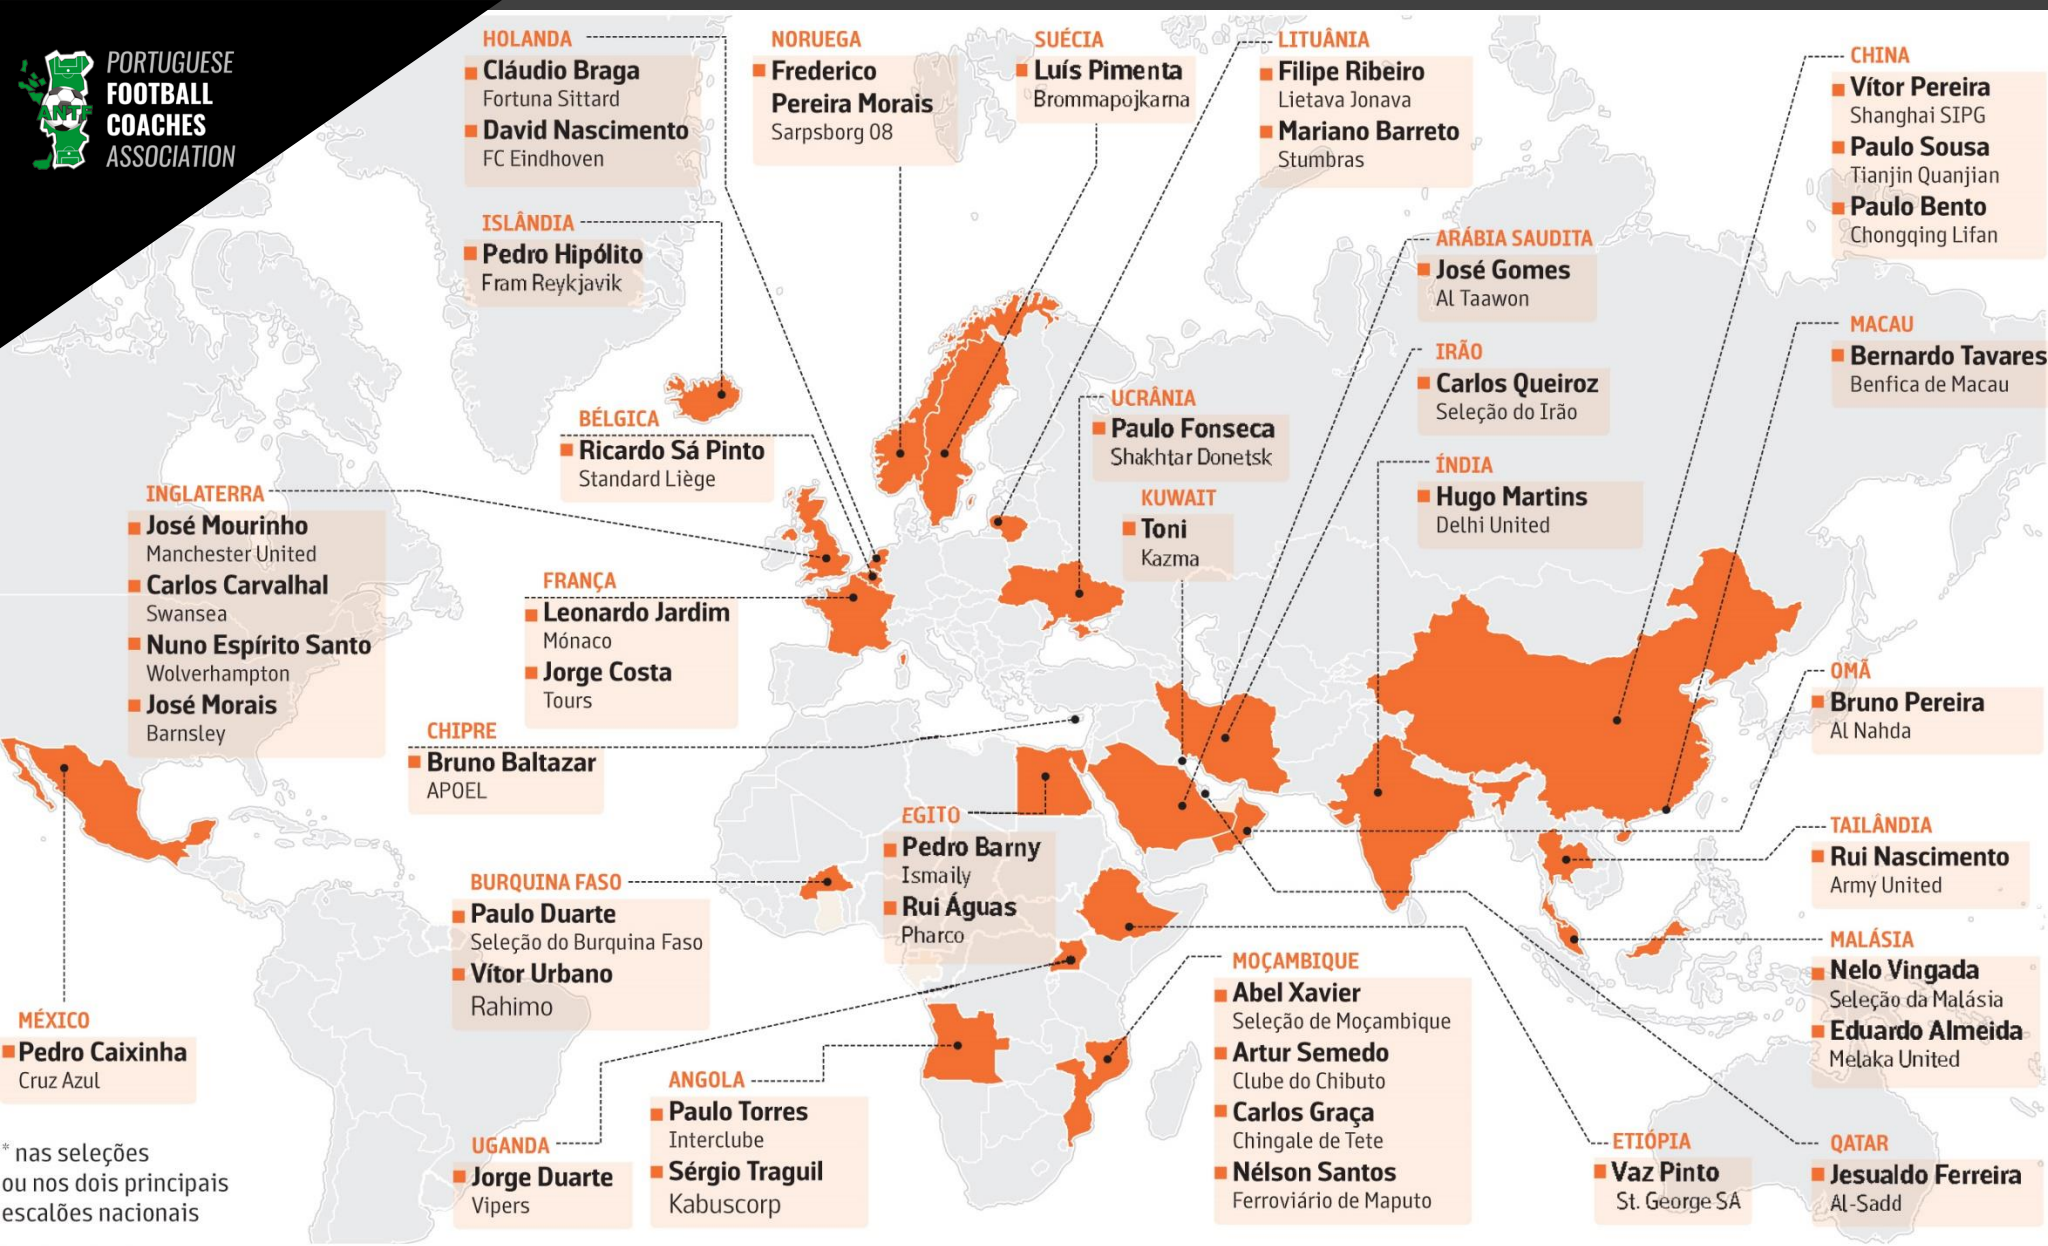 PORTUGUESE
FOOTBALL
COACHES
ASSOCIATION
ANTF
HOLANDA
Cláudio Braga
Fortuna Sittard
David Nascimento
FC Eindhoven
NORUEGA
Frederico
Pereira Morais
Sarpsborg 08
SUÉCIA
Luís Pimenta
Brommapojkarna
LITUÂNIA
Filipe Ribeiro
Lietava Jonava
Mariano Barreto
Stumbras
CHINA
Vítor Pereira
Shanghai SIPG
Paulo Sousa
Tianjin Quanjian
Paulo Bento
Chongqing Lifan
ISLÂNDIA
Pedro Hipólito
Fram Reykjavik
ARÁBIA SAUDITA
José Gomes
Al Taawon
MACAU
Bernardo Tavares
Benfica de Macau
IRÃO
Carlos Queiroz
Seleção do Irão
UCRÂNIA
Paulo Fonseca
Shakhtar Donetsk
BÉLGICA
Ricardo Sá Pinto
Standard Liège
ÍNDIA
Hugo Martins
Delhi United
KUWAIT
Toni
Kazma
INGLATERRA
José Mourinho
Manchester United
Carlos Carvalhal
Swansea
Nuno Espírito Santo
Wolverhampton
José Morais
Barnsley
FRANÇA
Leonardo Jardim
Mónaco
Jorge Costa
Tours
OMÃ
Bruno Pereira
Al Nahda
CHIPRE
Bruno Baltazar
APOEL
EGITO
Pedro Barny
Ismaily
Rui Águas
Pharco
TAILÂNDIA
Rui Nascimento
Army United
BURQUINA FASO
Paulo Duarte
Seleção do Burquina Faso
Vítor Urbano
Rahimo
MALÁSIA
Nelo Vingada
Seleção da Malásia
Eduardo Almeida
Melaka United
MOÇAMBIQUE
Abel Xavier
Seleção de Moçambique
Artur Semedo
Clube do Chibuto
Carlos Graça
Chingale de Tete
Nélson Santos
Ferroviário de Maputo
MÉXICO
Pedro Caixinha
Cruz Azul
ANGOLA
Paulo Torres
Interclube
Sérgio Traguil
Kabuscorp
UGANDA
Jorge Duarte
Vipers
ETIÓPIA
Vaz Pinto
St. George SA
QATAR
Jesualdo Ferreira
Al-Sadd
* nas seleções
ou nos dois principais
escalões nacionais